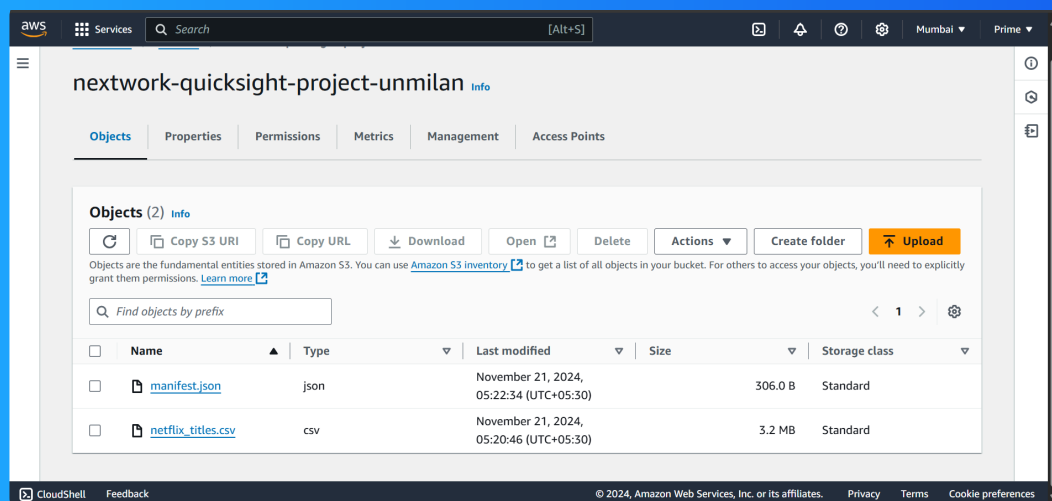 aws Services Search [Alt+S] Mumbai ▼ Prime ▼
nextwork-quicksight-project-unmilan Info
Objects Properties Permissions Metrics Management Access Points
Objects (2) Info
Copy S3 URI Copy URL Download Open Delete Actions ▼ Create folder Upload
Objects are the fundamental entities stored in Amazon S3. You can use Amazon S3 inventory to get a list of all objects in your bucket. For others to access your objects, you'll need to explicitly
grant them permissions. Learn more
Find objects by prefix 1
Name Type Last modified Size Storage class
manifest.json json November 21, 2024, 05:22:34 (UTC+05:30) 306.0 B Standard
netflix_titles.csv csv November 21, 2024, 05:20:46 (UTC+05:30) 3.2 MB Standard
CloudShell Feedback © 2024, Amazon Web Services, Inc. or its affiliates. Privacy Terms Cookie preferences